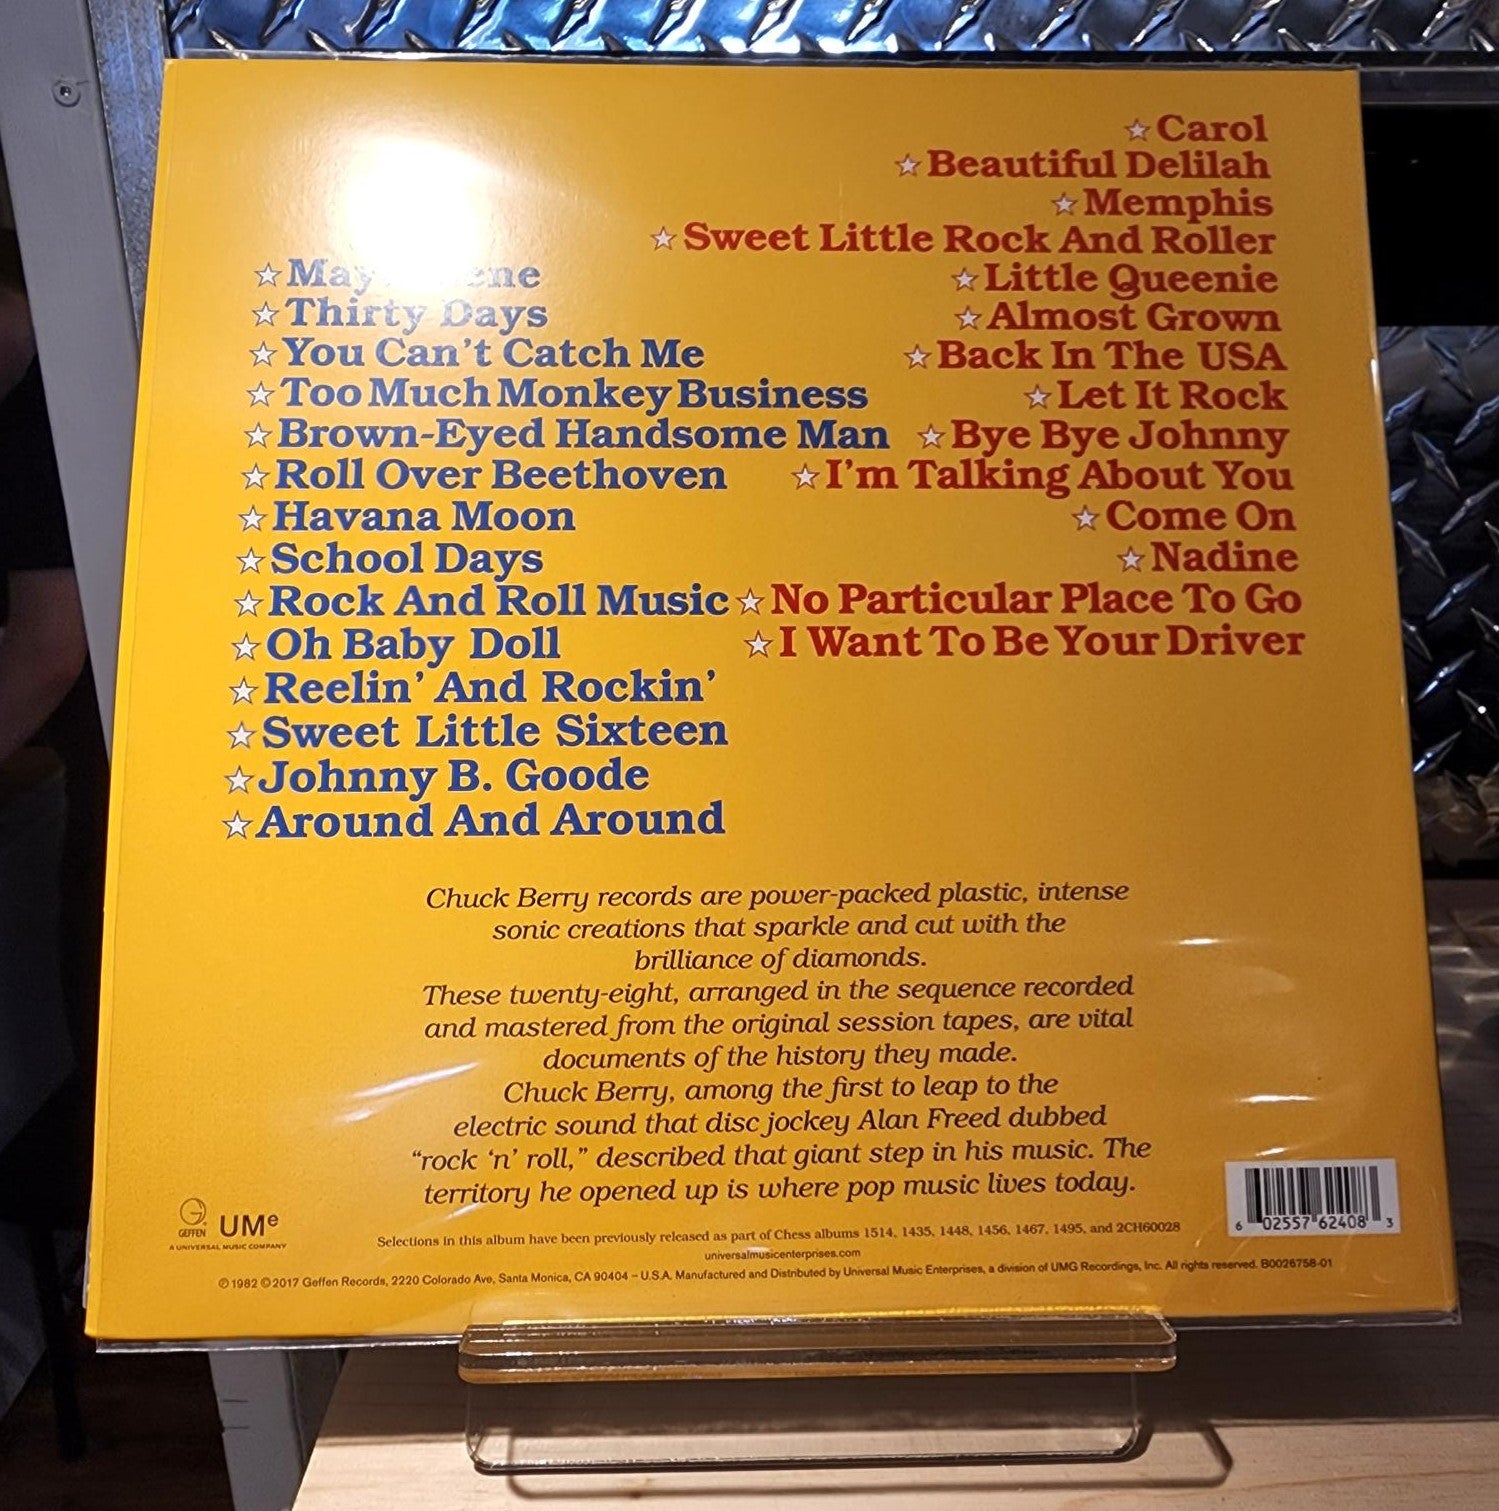 Thirty Days
You Can't Catch Me
Too Much Monkey Business
Brown-Eyed Handsome Man
Roll Over Beethoven
Havana Moon
School Days
Rock And Roll Music
Oh Baby Doll
Reelin' And Rockin'
Sweet Little Sixteen
Johnny B. Goode
Around And Around
Carol
Beautiful Delilah
Memphis
Sweet Little Rock And Roller
Little Queenie
Almost Grown
Back In The USA
Let It Rock
Bye Bye Johnny
I'm Talking About You
Come On
Nadine
No Particular Place To Go
I Want To Be Your Driver
Chuck Berry records are power-packed plastic, intense
sonic creations that sparkle and cut with the
brilliance of diamonds.
These twenty-eight, arranged in the sequence recorded
and mastered from the original session tapes, are vital
documents of the history they made.
Chuck Berry, among the first to leap to the
electric sound that disc jockey Alan Freed dubbed
“rock ‘n’ roll,” described that giant step in his music. The
territory he opened up is where pop music lives today.
GEFFEN
UMe
A UNIVERSAL MUSIC COMPANY
Selections in this album have been previously released as part of Chess albums 1514, 1435, 1448, 1456, 1467, 1495, and 2CH60028
universalmusicenterprises.com
℗ 1982 © 2017 Geffen Records, 2220 Colorado Ave, Santa Monica, CA 90404 – U.S.A. Manufactured and Distributed by Universal Music Enterprises, a division of UMG Recordings, Inc. All rights reserved. B0026758-01
6 02557 62408 3